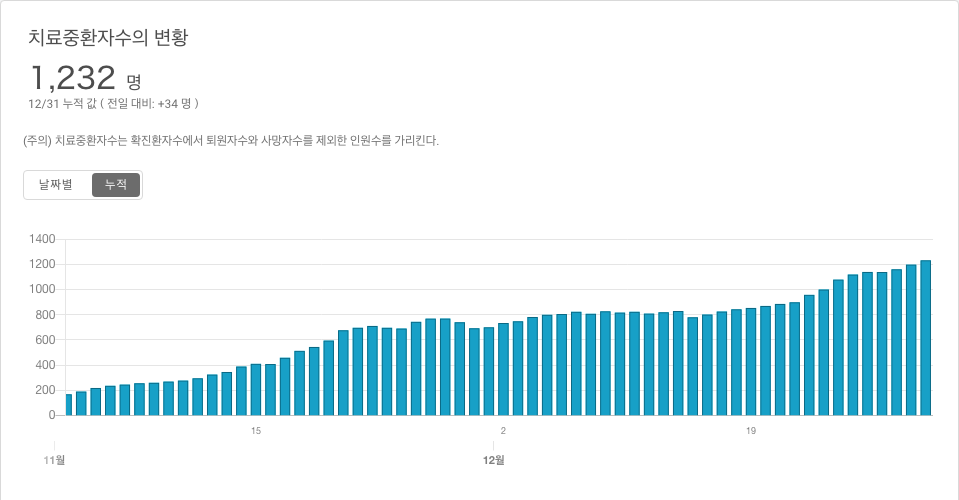 치료중환자수의 변황
1,232 명
12/31 누적 값 ( 전일 대비: +34 명 )
(주의) 치료중환자수는 확진환자수에서 퇴원자수와 사망자수를 제외한 인원수를 가리킨다.
날짜별 누적
1400
1200
1000
800
600
400
200
0
15 2 19
11월 12월